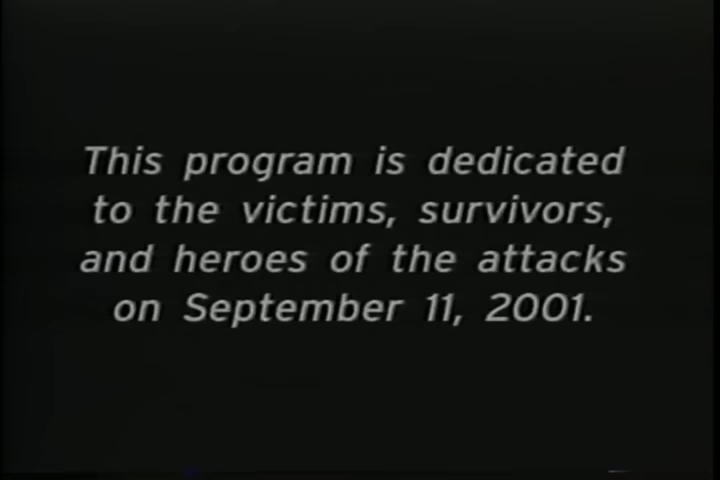 This program is dedicated
to the victims, survivors,
and heroes of the attacks
on September 11, 2001.